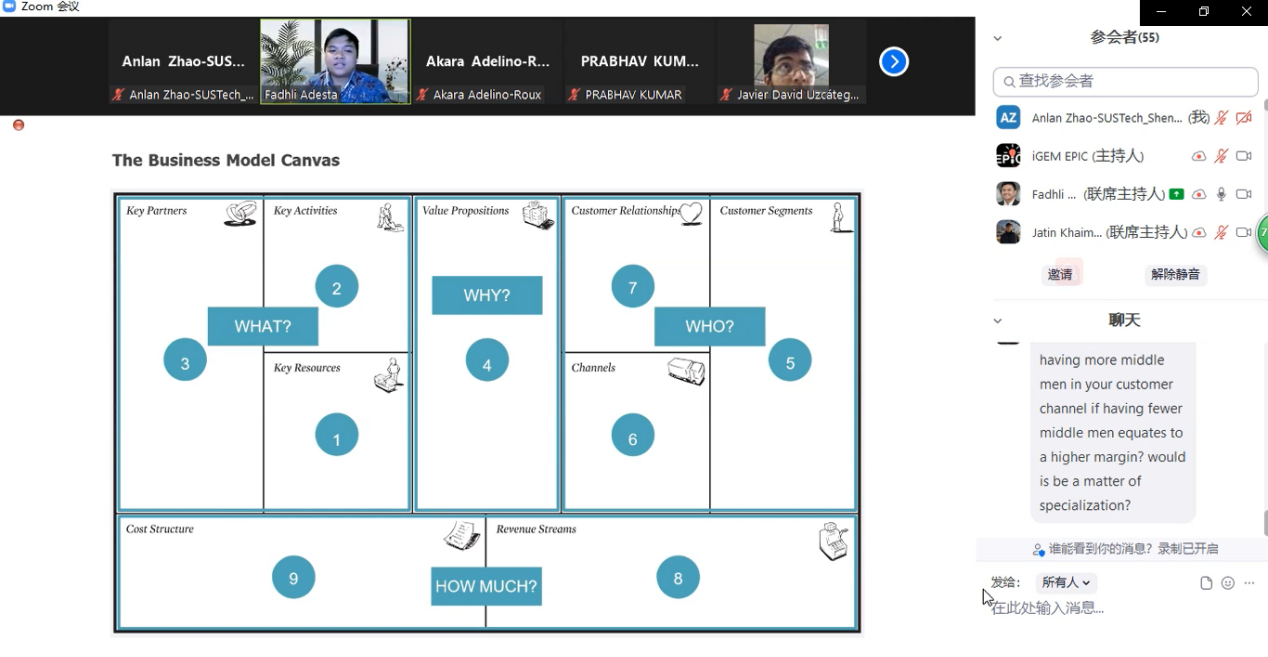 Zoom 会议
Anlan Zhao-SUS...
Akara Adelino-R...
PRABHAV KUM...
Anlan Zhao-SUSTech_...
Fadhli Adesta
Akara Adelino-Roux
PRABHAV KUMAR
Javier David Uzcáteg...
The Business Model Canvas
Key Partners
Key Activities
Value Propositions
Customer Relationships
Customer Segments
2
WHY?
7
WHAT?
WHO?
3
4
5
Key Resources
Channels
1
6
Cost Structure
Revenue Streams
9
HOW MUCH?
8
参会者(55)
查找参会者
AZ
Anlan Zhao-SUSTech_Shen... (我)
EPIC
iGEM EPIC (主持人)
Fadhli ... (联席主持人)
Jatin Khaim... (联席主持人)
7
邀请
解除静音
聊天
having more middle
men in your customer
channel if having fewer
middle men equates to
a higher margin? would
is be a matter of
specialization?
谁能看到你的消息? 录制已开启
发给:
所有人
在此处输入消息...